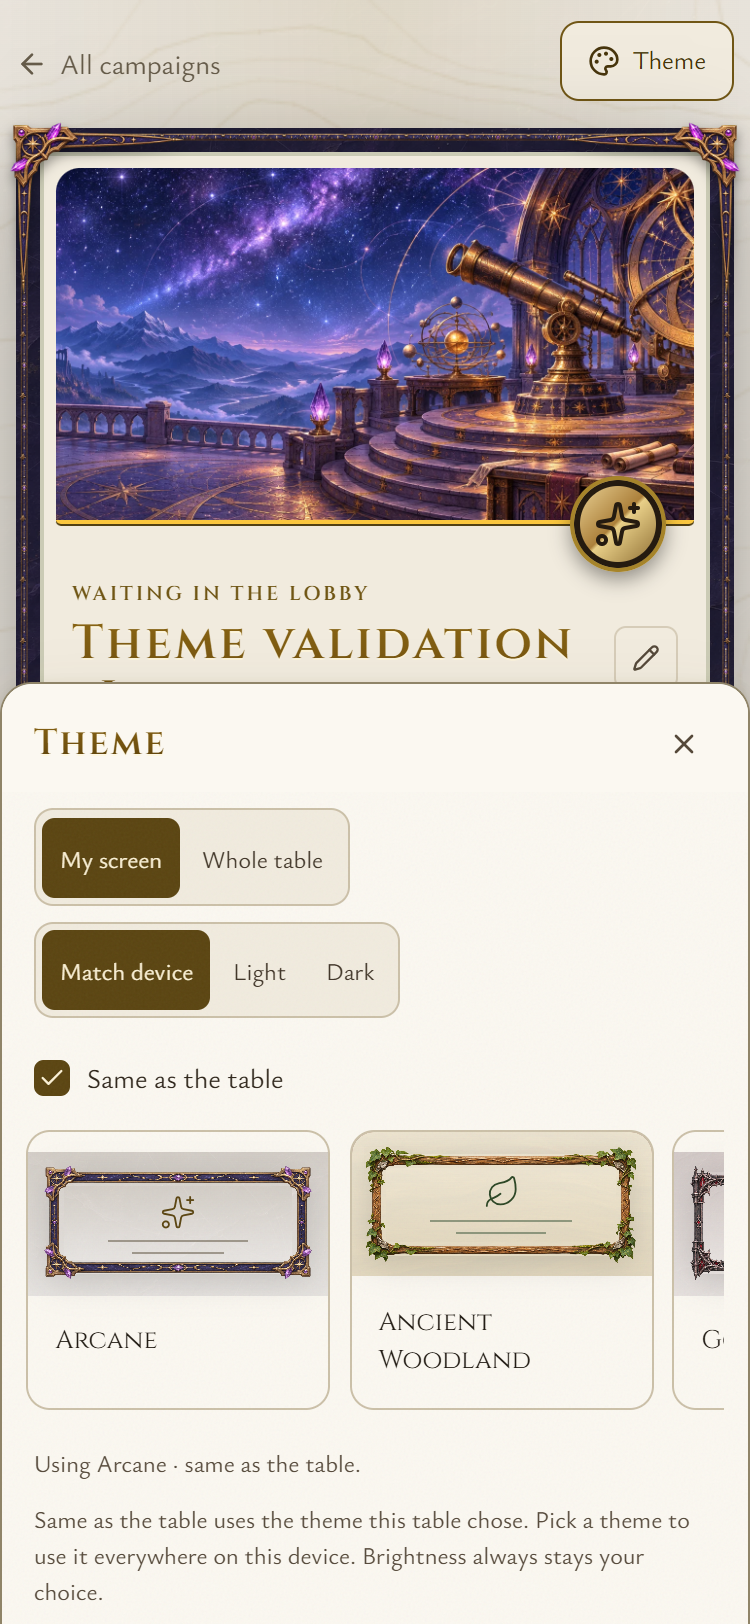 All campaigns
Theme
WAITING IN THE LOBBY
THEME VALIDATION
THEME
My screen
Whole table
Match device
Light
Dark
Same as the table
ARCANE
ANCIENT
WOODLAND
Using Arcane · same as the table.
Same as the table uses the theme this table chose. Pick a theme to
use it everywhere on this device. Brightness always stays your
choice.